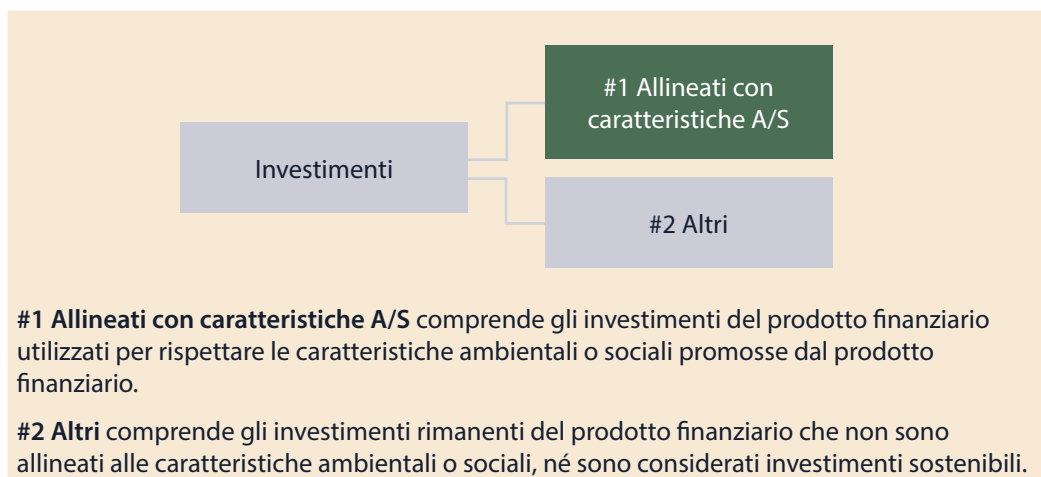 #1 Allineati con
caratteristiche A/S
Investimenti
#2 Altri
#1 Allineati con caratteristiche A/S comprende gli investimenti del prodotto finanziario
utilizzati per rispettare le caratteristiche ambientali o sociali promosse dal prodotto
finanziario.
#2 Altri comprende gli investimenti rimanenti del prodotto finanziario che non sono
allineati alle caratteristiche ambientali o sociali, né sono considerati investimenti sostenibili.